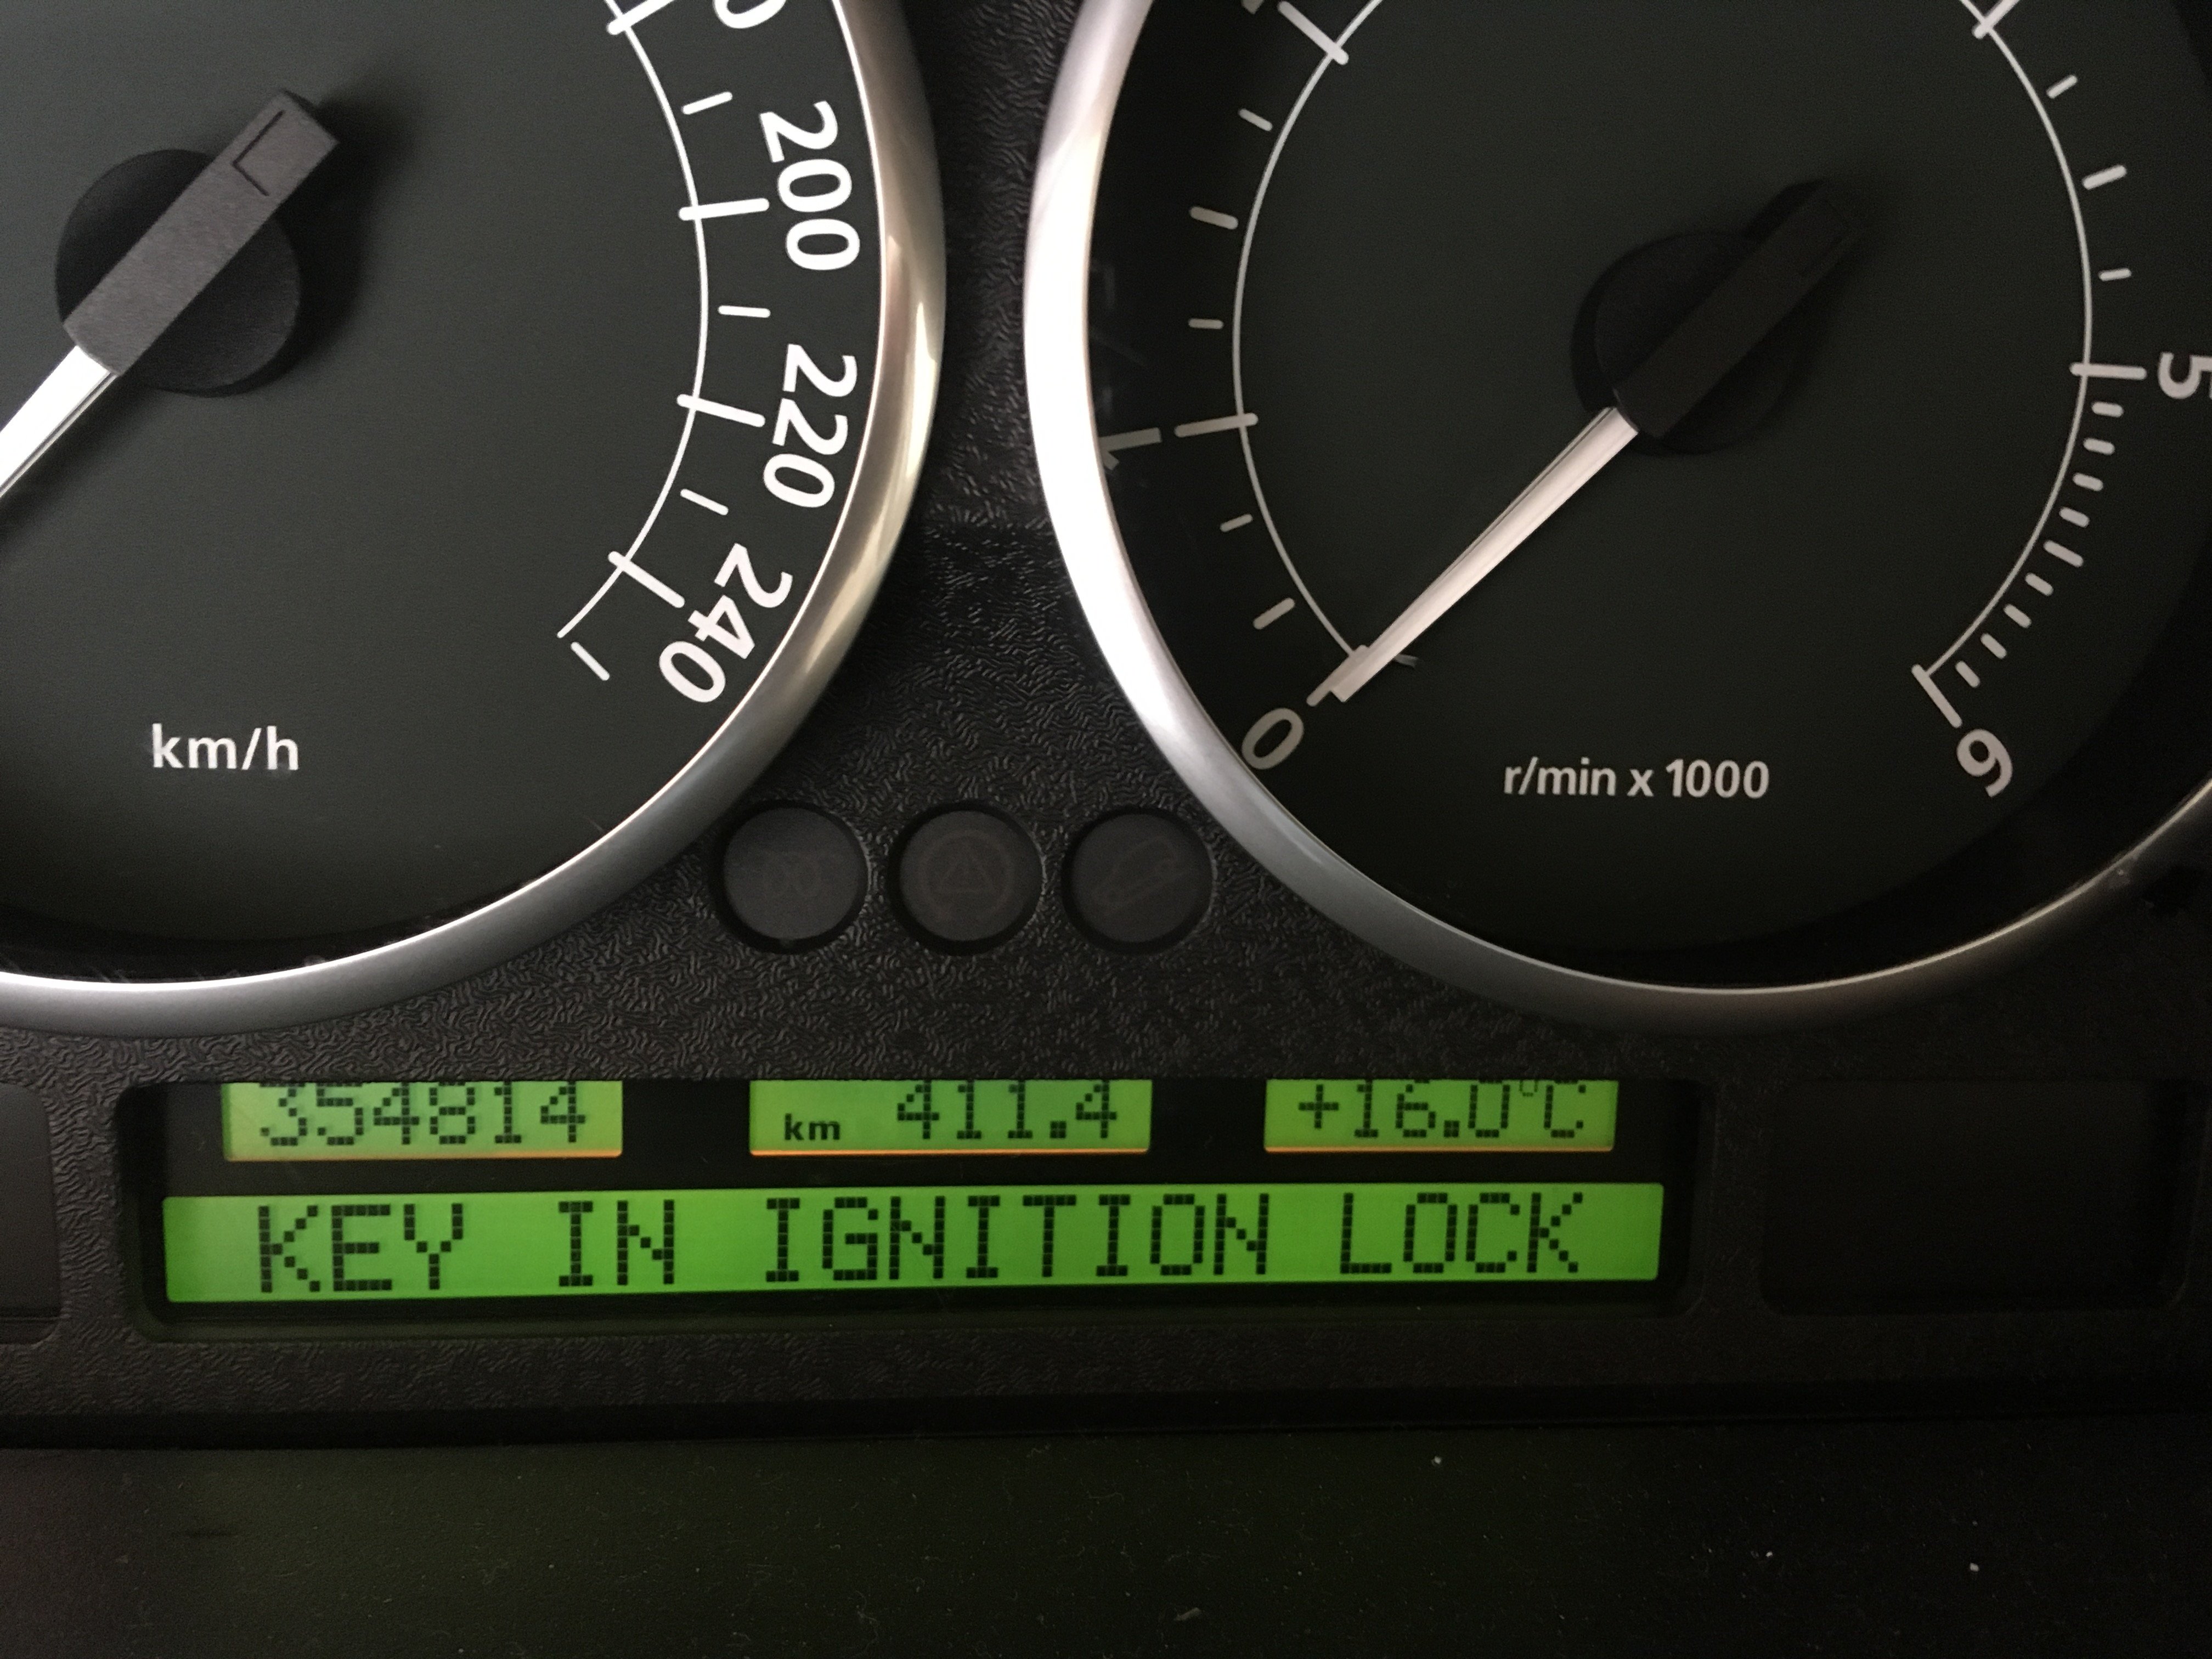 200
220
240
km/h
1
0
5
6
r/min x 1000
354814
km 411.4
+16.0°C
KEY IN IGNITION LOCK